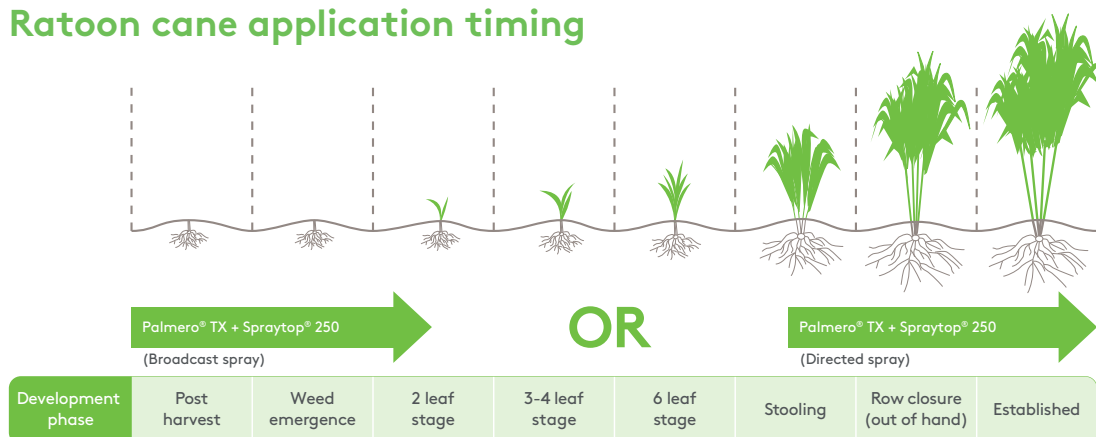 Ratoon cane application timing
Palmero® TX + Spraytop® 250
(Broadcast spray)
OR
Palmero® TX + Spraytop® 250
(Directed spray)
Development
phase
Post
harvest
Weed
emergence
2 leaf
stage
3-4 leaf
stage
6 leaf
stage
Stooling
Row closure
(out of hand)
Established